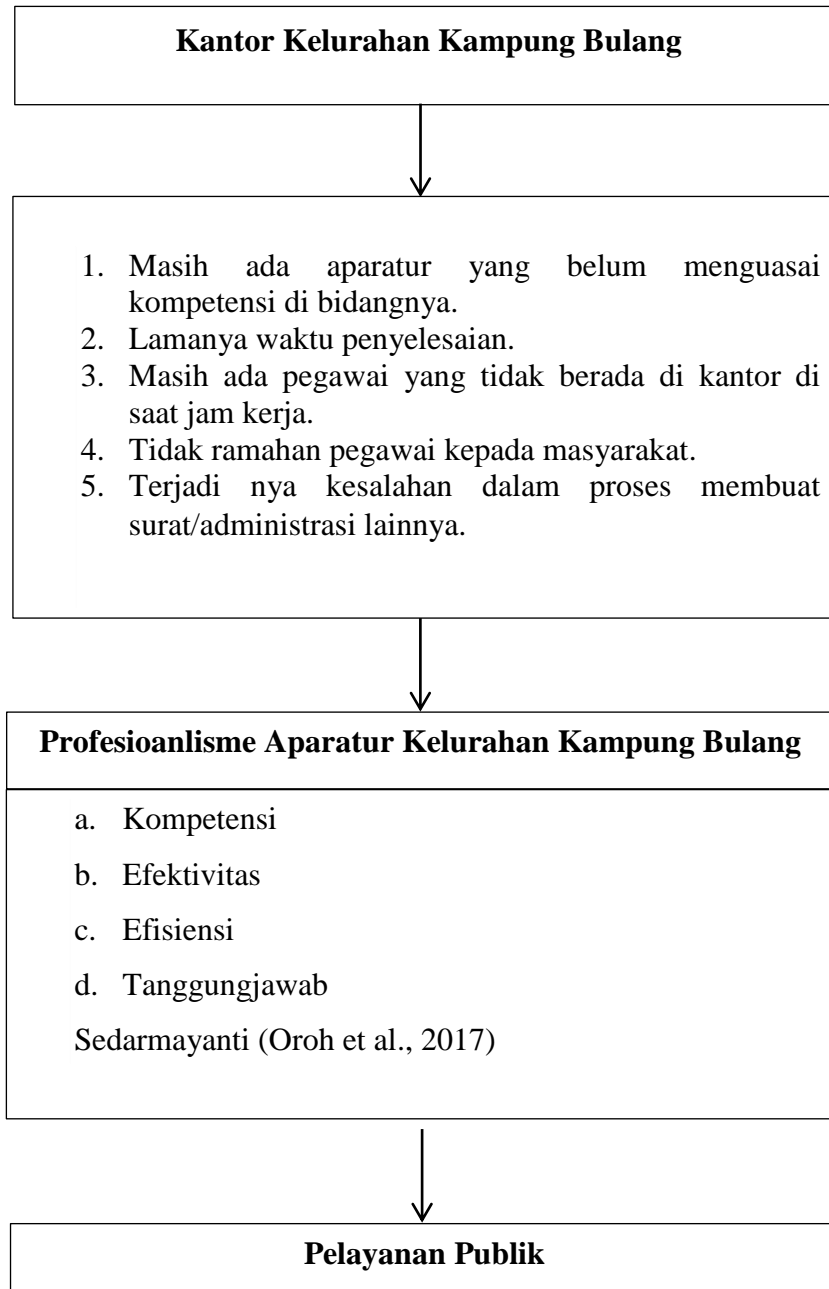 Kantor Kelurahan Kampung Bulang
1. Masih ada aparatur yang belum menguasai
kompetensi di bidangnya.
2. Lamanya waktu penyelesaian.
3. Masih ada pegawai yang tidak berada di kantor di
saat jam kerja.
4. Tidak ramahan pegawai kepada masyarakat.
5. Terjadi nya kesalahan dalam proses membuat
surat/administrasi lainnya.
Profesioanlisme Aparatur Kelurahan Kampung Bulang
a. Kompetensi
b. Efektivitas
c. Efisiensi
d. Tanggungjawab
Sedarmayanti (Oroh et al., 2017)
Pelayanan Publik